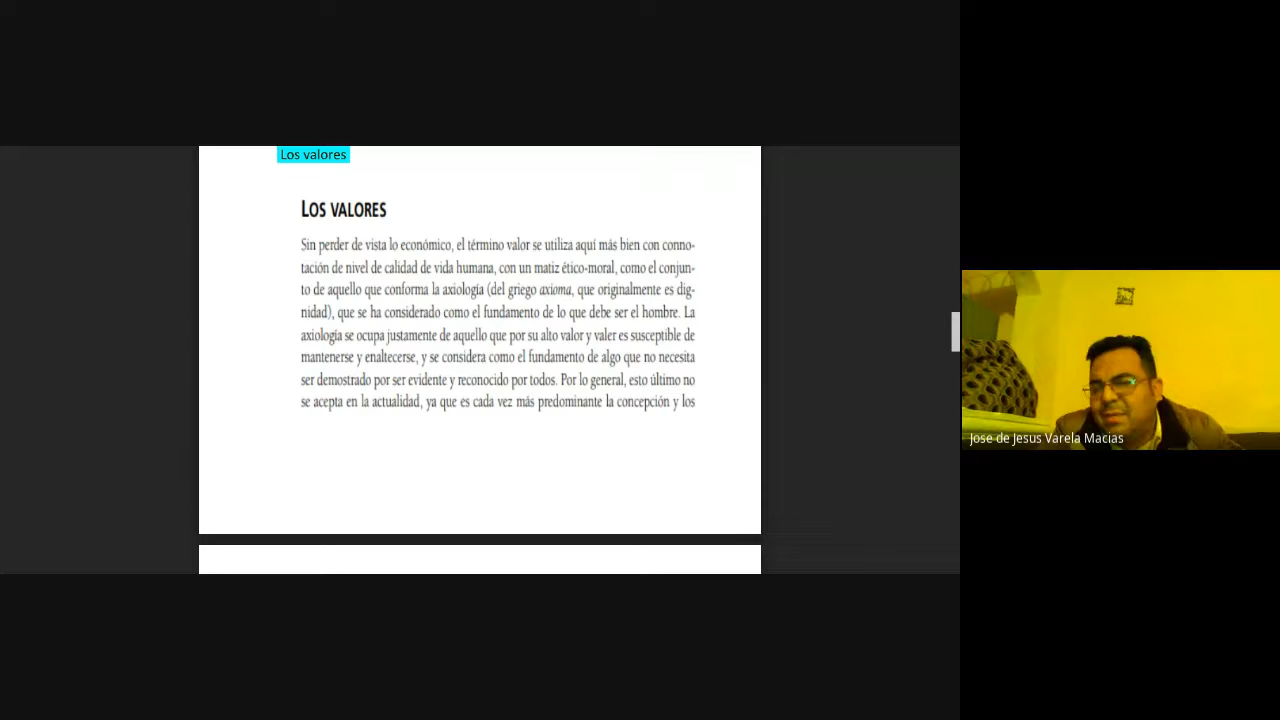 Los valores
LOS VALORES
Sin perder de vista lo económico, el término valor se utiliza aquí más bien con conno-
tación de nivel de calidad de vida humana, con un matiz ético-moral, como el conjun-
to de aquello que conforma la axiología (del griego axioma, que originalmente es dig-
nidad), que se ha considerado como el fundamento de lo que debe ser el hombre. La
axiología se ocupa justamente de aquello que por su alto valor y valer es susceptible de
mantenerse y enaltecerse, y se considera como el fundamento de algo que no necesita
ser demostrado por ser evidente y reconocido por todos. Por lo general, esto último no
se acepta en la actualidad, ya que es cada vez más predominante la concepción y los
Jose de Jesus Varela Macias